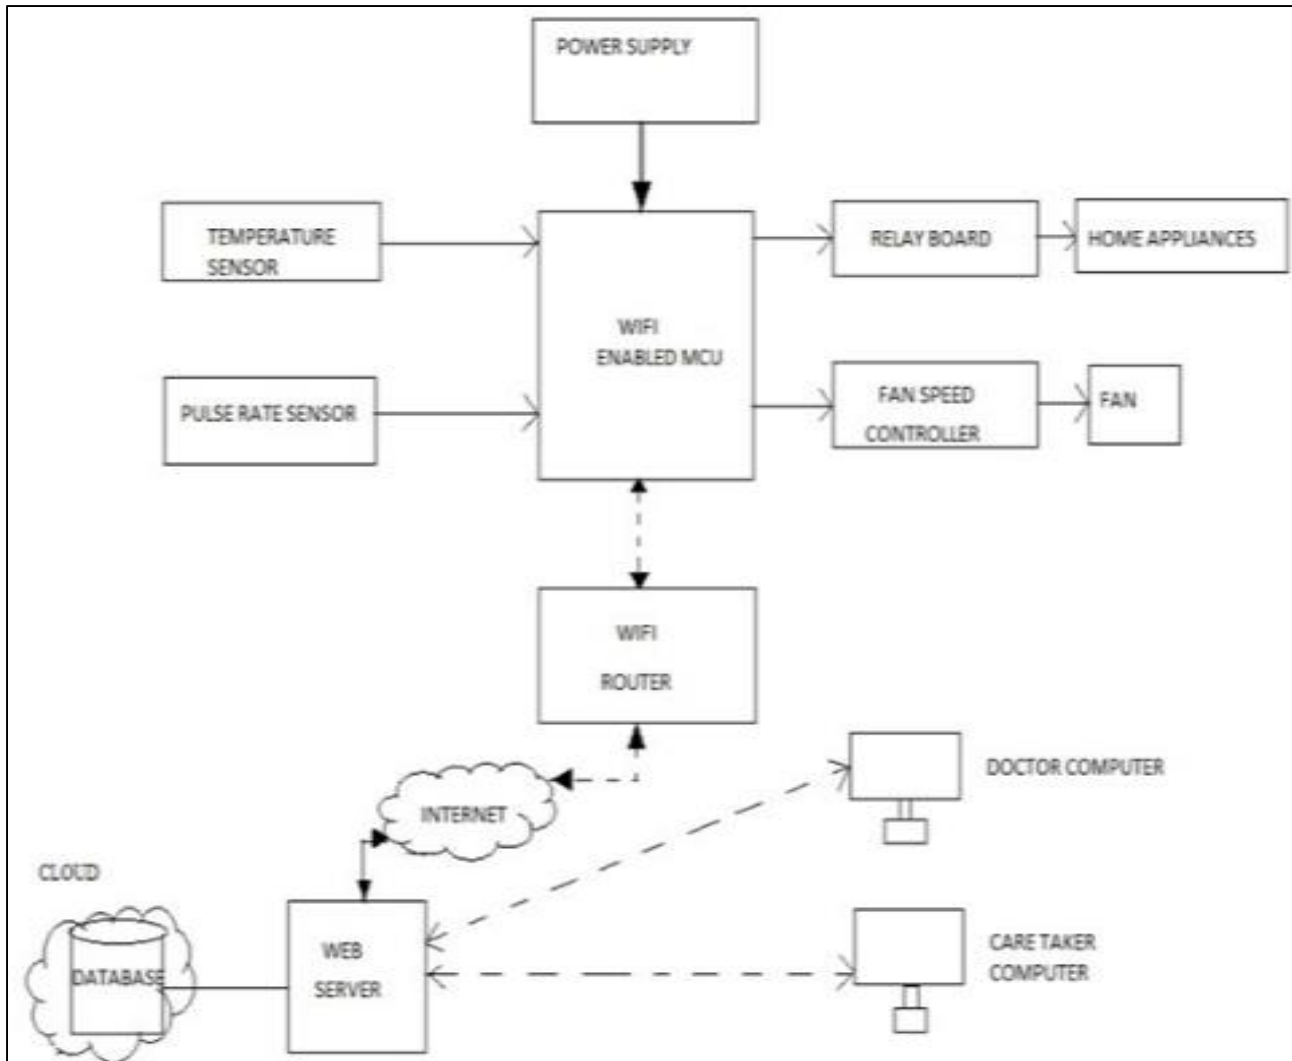 POWER SUPPLY
TEMPERATURE
SENSOR
RELAY BOARD
HOME APPLIANCES
WIFI
ENABLED MCU
PULSE RATE SENSOR
FAN SPEED
CONTROLLER
FAN
WIFI
ROUTER
DOCTOR COMPUTER
INTERNET
CLOUD
DATABASE
WEB
SERVER
CARE TAKER
COMPUTER